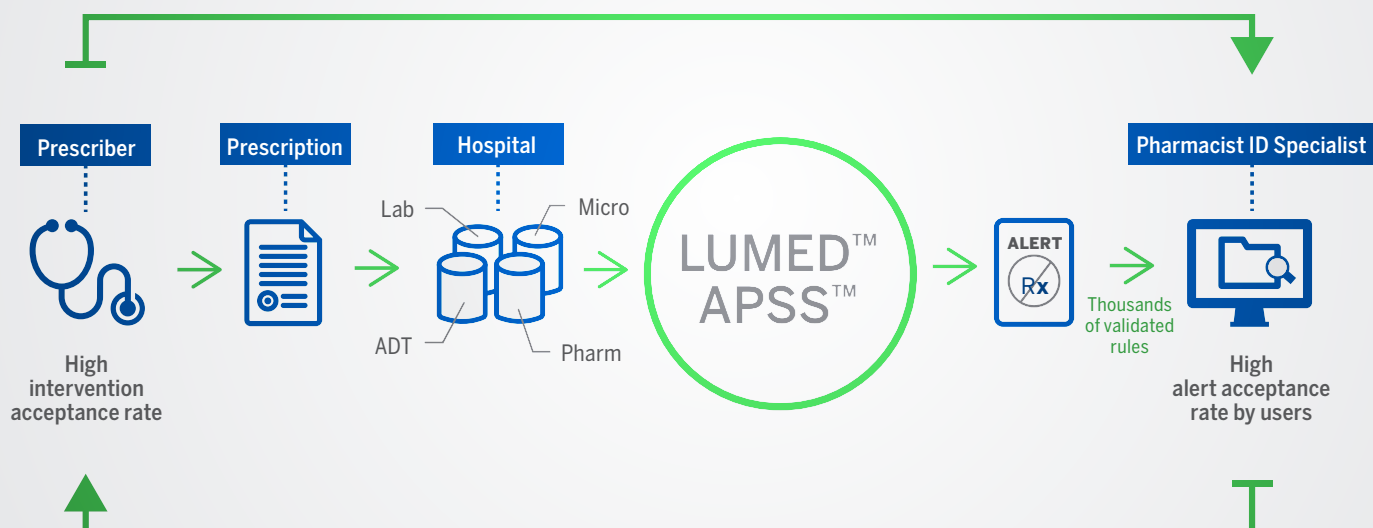 Prescriber
Prescription
Hospital
Pharmacist ID Specialist
Lab
Micro
ADT
Pharm
LUMED™
APSS™
ALERT
Rx
Thousands
of validated
rules
High
intervention
acceptance rate
High
alert acceptance
rate by users